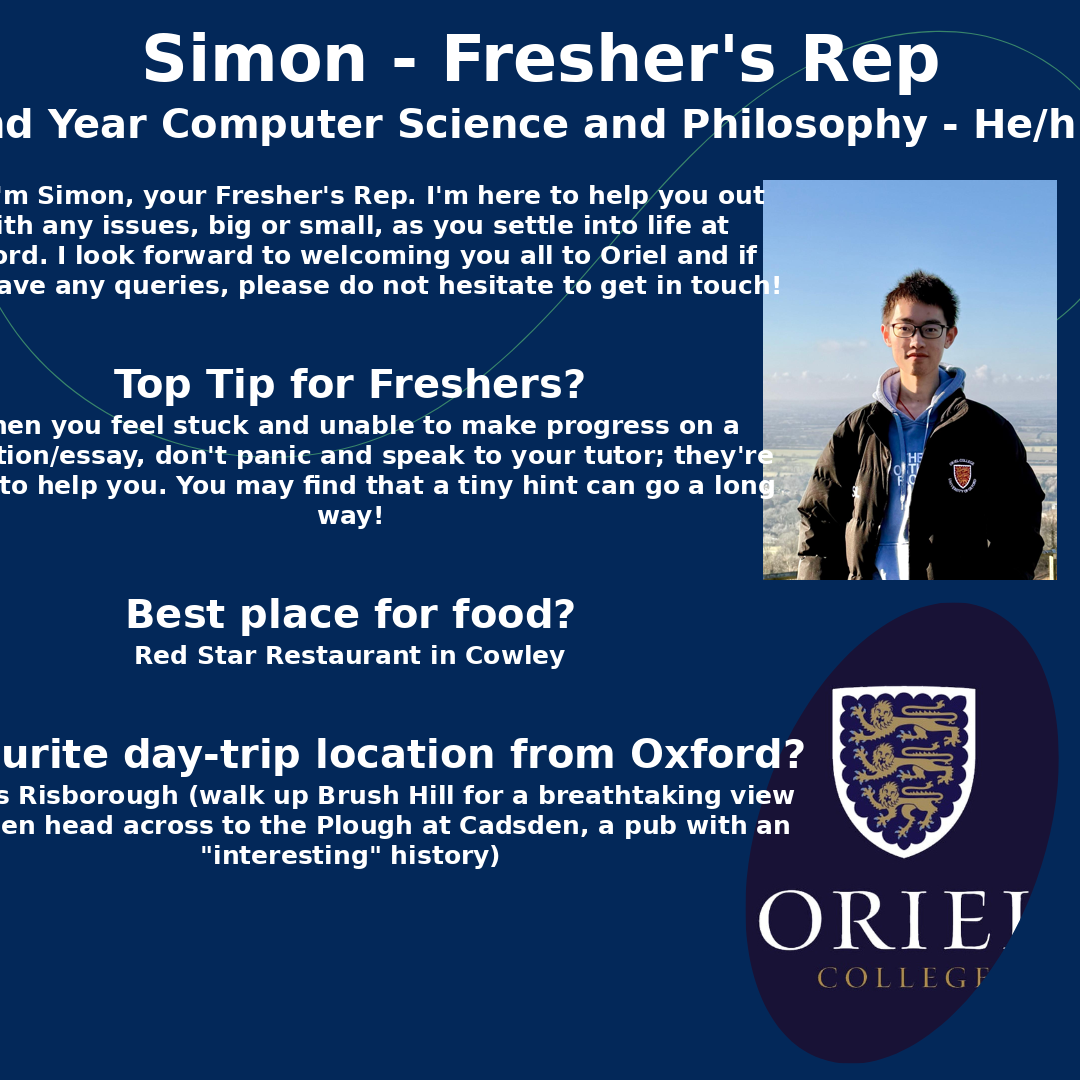 Simon - Fresher's Rep
nd Year Computer Science and Philosophy - He/h
'm Simon, your Fresher's Rep. I'm here to help you out
ith any issues, big or small, as you settle into life at
ord. I look forward to welcoming you all to Oriel and if
ave any queries, please do not hesitate to get in touch!
Top Tip for Freshers?
hen you feel stuck and unable to make progress on a
tion/essay, don't panic and speak to your tutor; they're
to help you. You may find that a tiny hint can go a long
way!
Best place for food?
Red Star Restaurant in Cowley
urite day-trip location from Oxford?
s Risborough (walk up Brush Hill for a breathtaking view
en head across to the Plough at Cadsden, a pub with an
"interesting" history)
ORIEL
COLLEGE